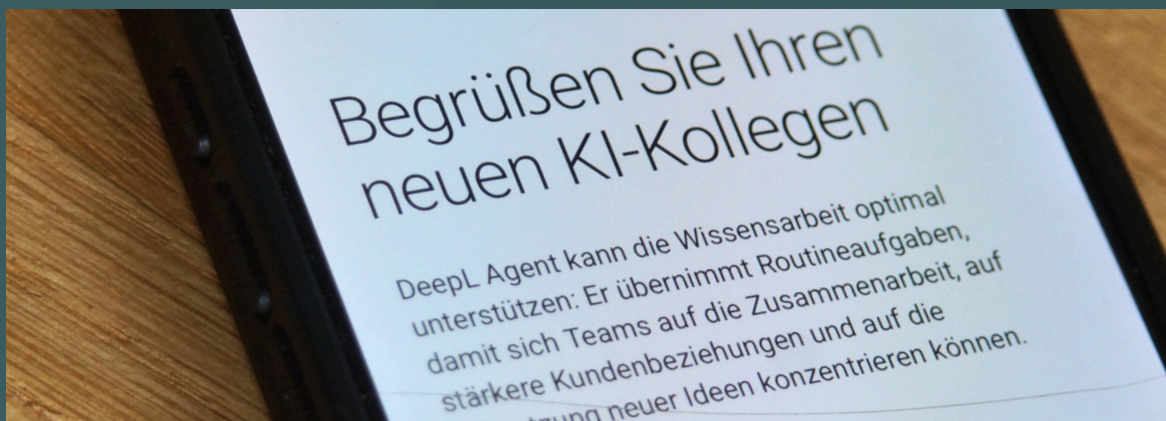 Begrüßen Sie Ihren
neuen KI-Kollegen
DeepL Agent kann die Wissensarbeit optimal
unterstützen: Er übernimmt Routineaufgaben,
damit sich Teams auf die Zusammenarbeit, auf
stärkere Kundenbeziehungen und auf die
neuer Ideen konzentrieren können.